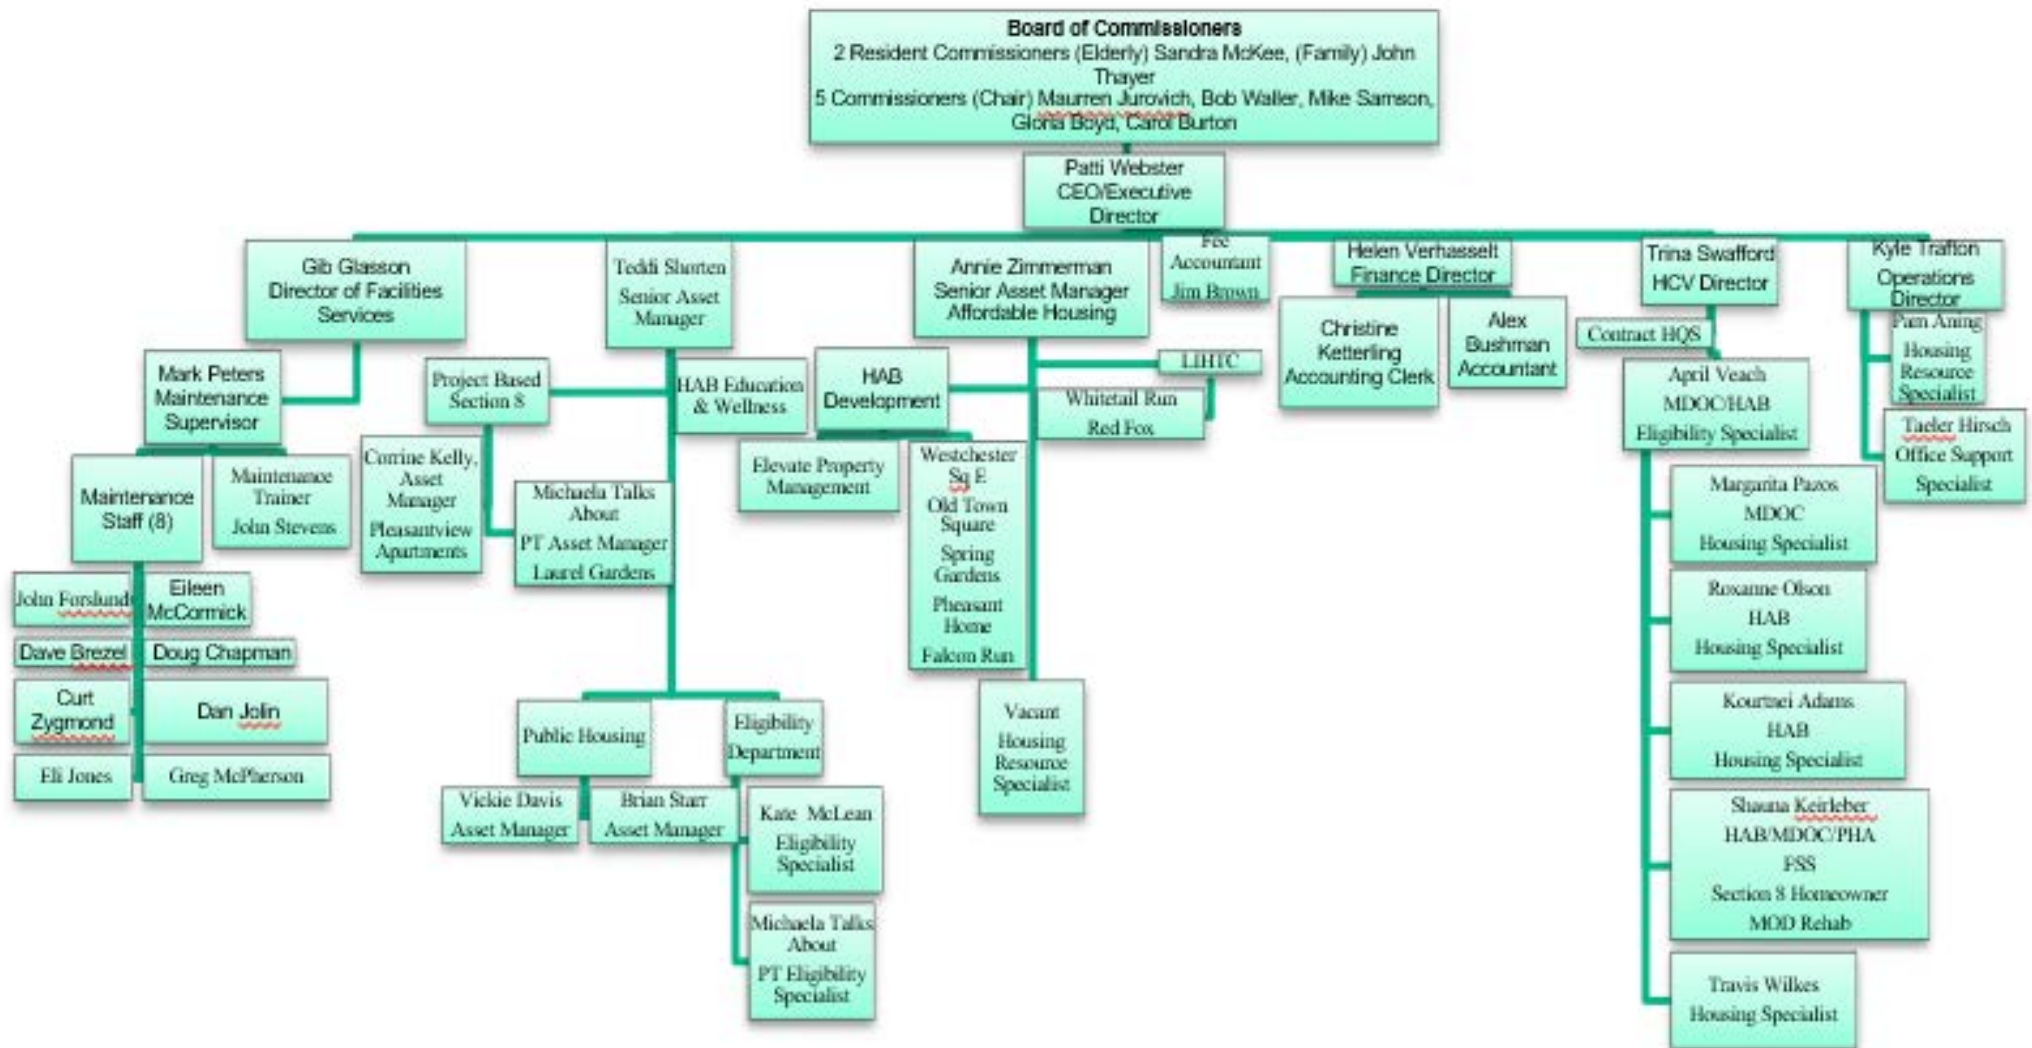 Board of Commissioners
2 Resident Commissioners (Elderly) Sandra McKee, (Family) John
Thayer
5 Commissioners (Chair) Maurren Jurovich, Bob Waller, Mike Samson,
Gloria Boyd, Carol Burton
Patti Webster
CEO/Executive
Director
Gib Glasson
Director of Facilities
Services
Teddi Shorten
Senior Asset
Manager
Annie Zimmerman
Senior Asset Manager
Affordable Housing
Fee
Accountant
Jim Brown
Helen Verhasselt
Finance Director
Trina Swafford
HCV Director
Kyle Trafton
Operations
Director
Mark Peters
Maintenance
Supervisor
Project Based
Section 8
HAB Education
& Wellness
HAB
Development
LIHTC
Whitetail Run
Red Fox
Christine
Ketterling
Accounting Clerk
Alex
Bushman
Accountant
Contract HQS
April Veach
MDOC/HAB
Eligibility Specialist
Pam Aning
Housing
Resource
Specialist
Taeler Hirsch
Office Support
Specialist
Maintenance
Staff (8)
Maintenance
Trainer
John Stevens
Corrine Kelly,
Asset
Manager
Pleasantview
Apartments
Michaela Talks
About
PT Asset Manager
Laurel Gardens
Elevate Property
Management
Westchester
Sq E
Old Town
Square
Spring
Gardens
Pheasant
Home
Falcon Run
Margarita Pazos
MDOC
Housing Specialist
John Forslund
Eileen
McCormick
Dave Brezel
Doug Chapman
Curt
Zygmond
Dan Jolin
Eli Jones
Greg McPherson
Roxanne Olson
HAB
Housing Specialist
Public Housing
Eligibility
Department
Vacant
Housing
Resource
Specialist
Kourtnei Adams
HAB
Housing Specialist
Vickie Davis
Asset Manager
Brian Starr
Asset Manager
Kate McLean
Eligibility
Specialist
Michaela Talks
About
PT Eligibility
Specialist
Shauna Keirleber
HAB/MDOC/PHA
FSS
Section 8 Homeowner
MOD Rehab
Travis Wilkes
Housing Specialist